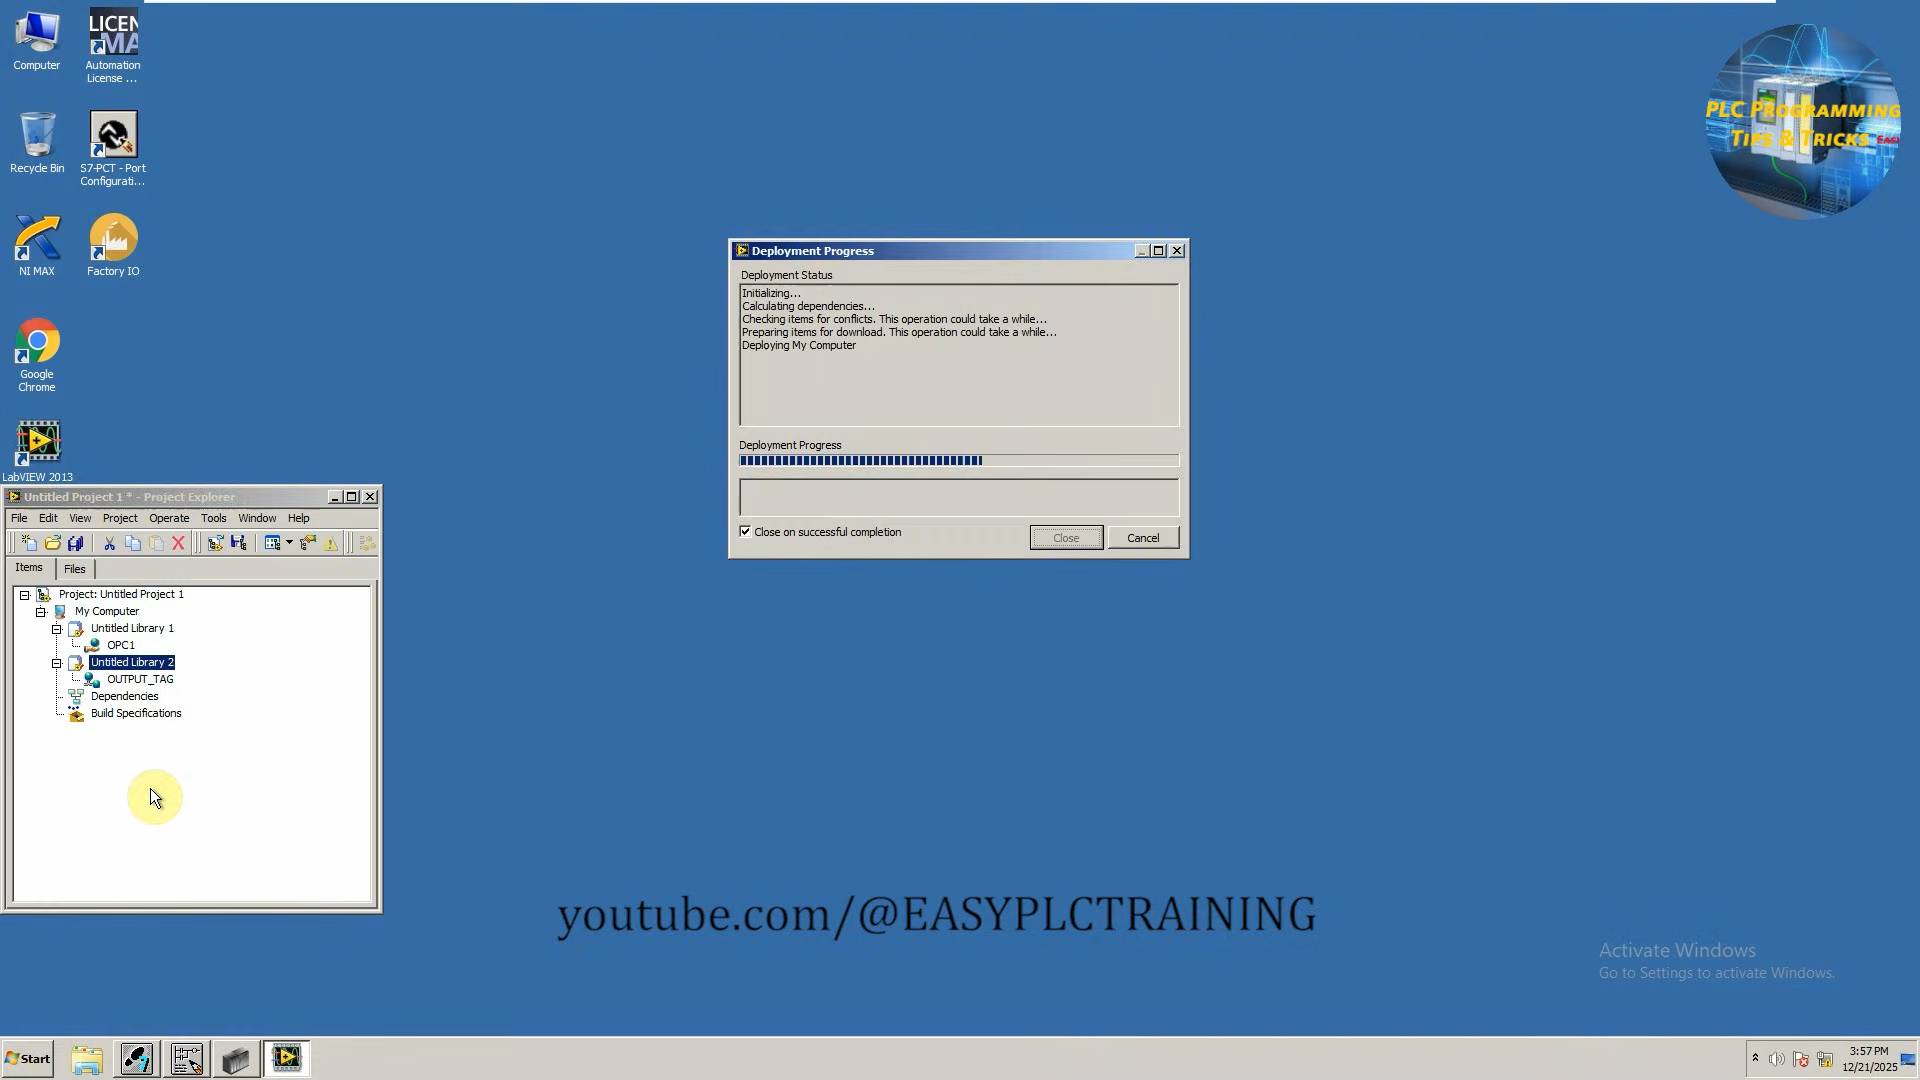 Computer
LICEN
MA
Automation
License ...
Recycle Bin
S7-PCT - Port
Configurati...
NI MAX
Factory IO
Google
Chrome
LabVIEW 2013
PLC PROGRAMMING
TIPS & TRICKS EASY
Deployment Progress
Deployment Status
Initializing...
Calculating dependencies...
Checking items for conflicts. This operation could take a while...
Preparing items for download. This operation could take a while...
Deploying My Computer
Deployment Progress
Close on successful completion
Close
Cancel
Untitled Project 1 * - Project Explorer
File Edit View Project Operate Tools Window Help
Items Files
Project: Untitled Project 1
My Computer
Untitled Library 1
OPC1
Untitled Library 2
OUTPUT_TAG
Dependencies
Build Specifications
youtube.com/@EASYPLCTRAINING
Activate Windows
Go to Settings to activate Windows.
Start
3:57 PM
12/21/2025